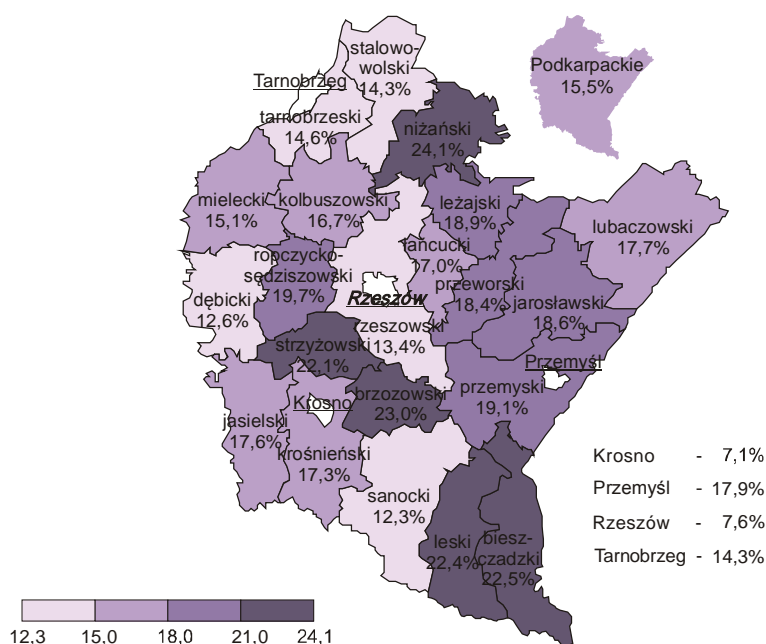 stalowo-
wolski
14,3%
Podkarpackie
15,5%
Tarnobrzeg
tarnobrzeski
14,6%
niżański
24,1%
mielecki
15,1%
kolbuszowski
16,7%
leżajski
18,9%
lubaczowski
17,7%
łańcucki
17,0%
ropczycko-
sędziszowski
19,7%
przeworski
18,4%
jarosławski
18,6%
dębicki
12,6%
Rzeszów
rzeszowski
13,4%
strzyżowski
22,1%
Przemyśl
przemyski
19,1%
brzozowski
23,0%
Krosno
jasielski
17,6%
krośnieński
17,3%
sanocki
12,3%
leski
22,4%
biesz-
czadzki
22,5%
Krosno - 7,1%
Przemyśl - 17,9%
Rzeszów - 7,6%
Tarnobrzeg - 14,3%
12,3 15,0 18,0 21,0 24,1